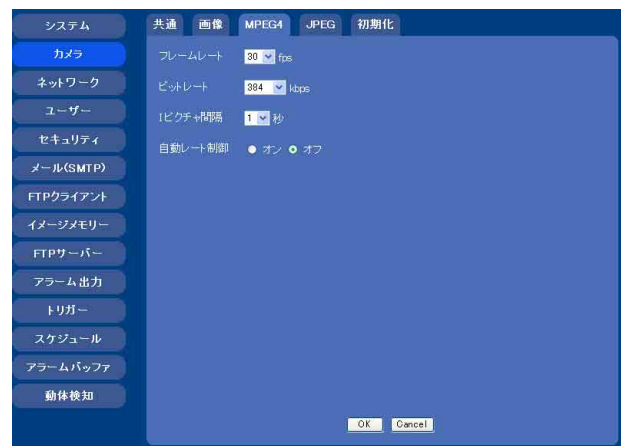 システム
カメラ
ネットワーク
ユーザー
セキュリティ
メール(SMTP)
FTPクライアント
イメージメモリー
FTPサーバー
アラーム出力
トリガー
スケジュール
アラームバッファ
動体検知
共通 画像 MPEG4 JPEG 初期化
フレームレート 30 fps
ビットレート 384 kbps
Iピクチャ間隔 1 秒
自動レート制御 オン オフ
OK Cancel